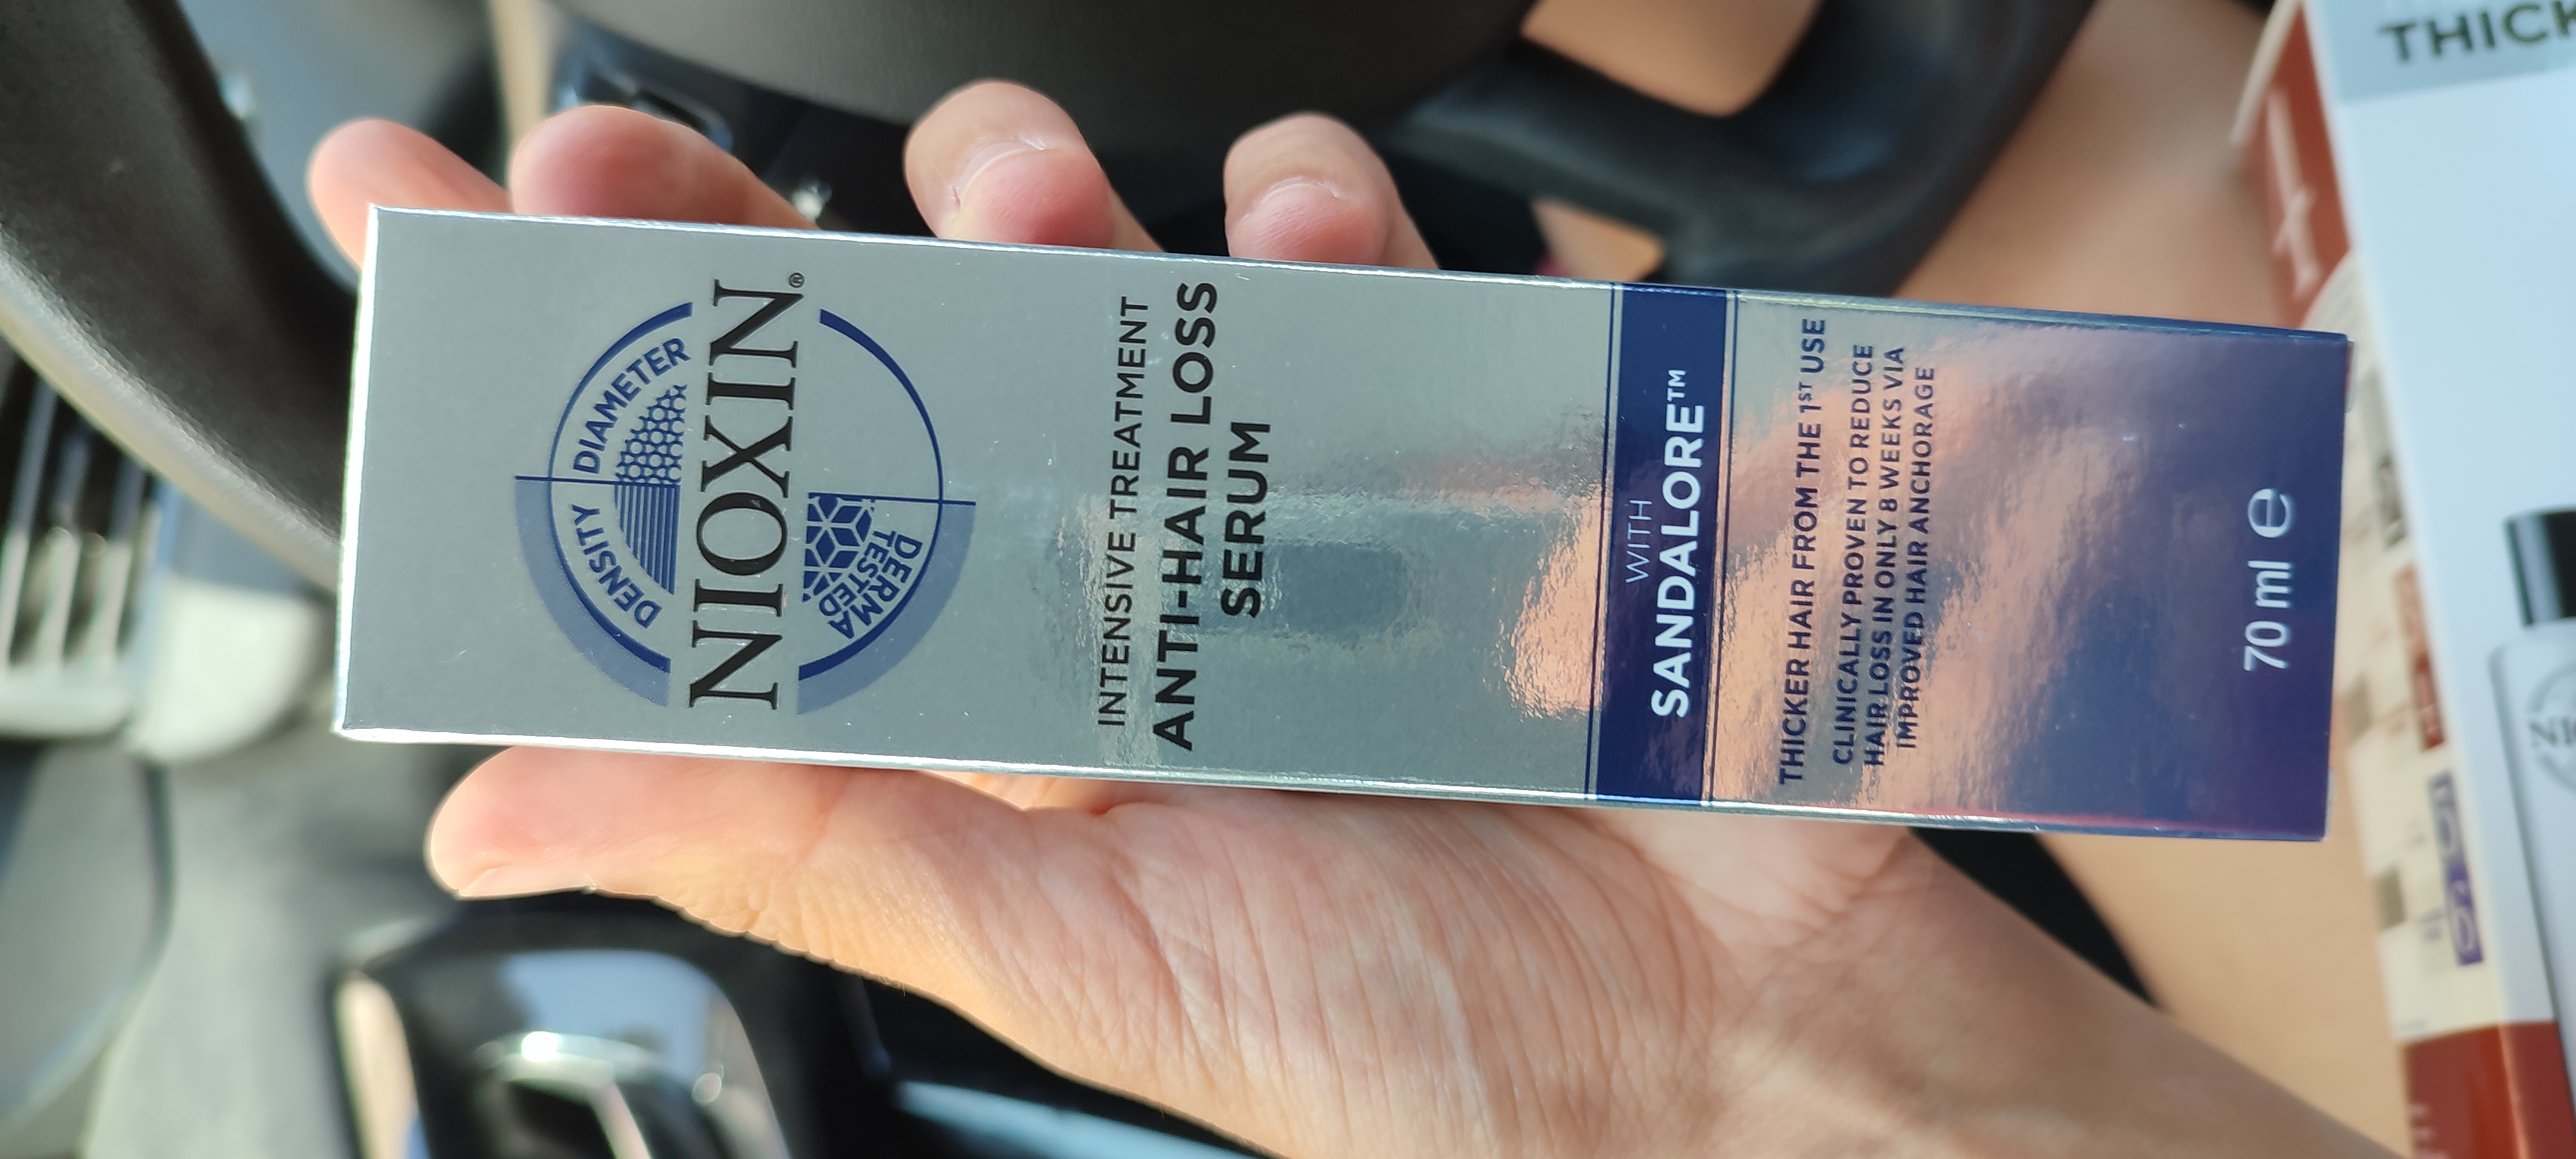 DENSITY
DIAMETER
NIOXIN®
DERMA
TESTED
INTENSIVE TREATMENT
ANTI-HAIR LOSS
SERUM
WITH
SANDALORE™
THICKER HAIR FROM THE 1ST USE
CLINICALLY PROVEN TO REDUCE
HAIR LOSS IN ONLY 8 WEEKS VIA
IMPROVED HAIR ANCHORAGE
70 ml e
4